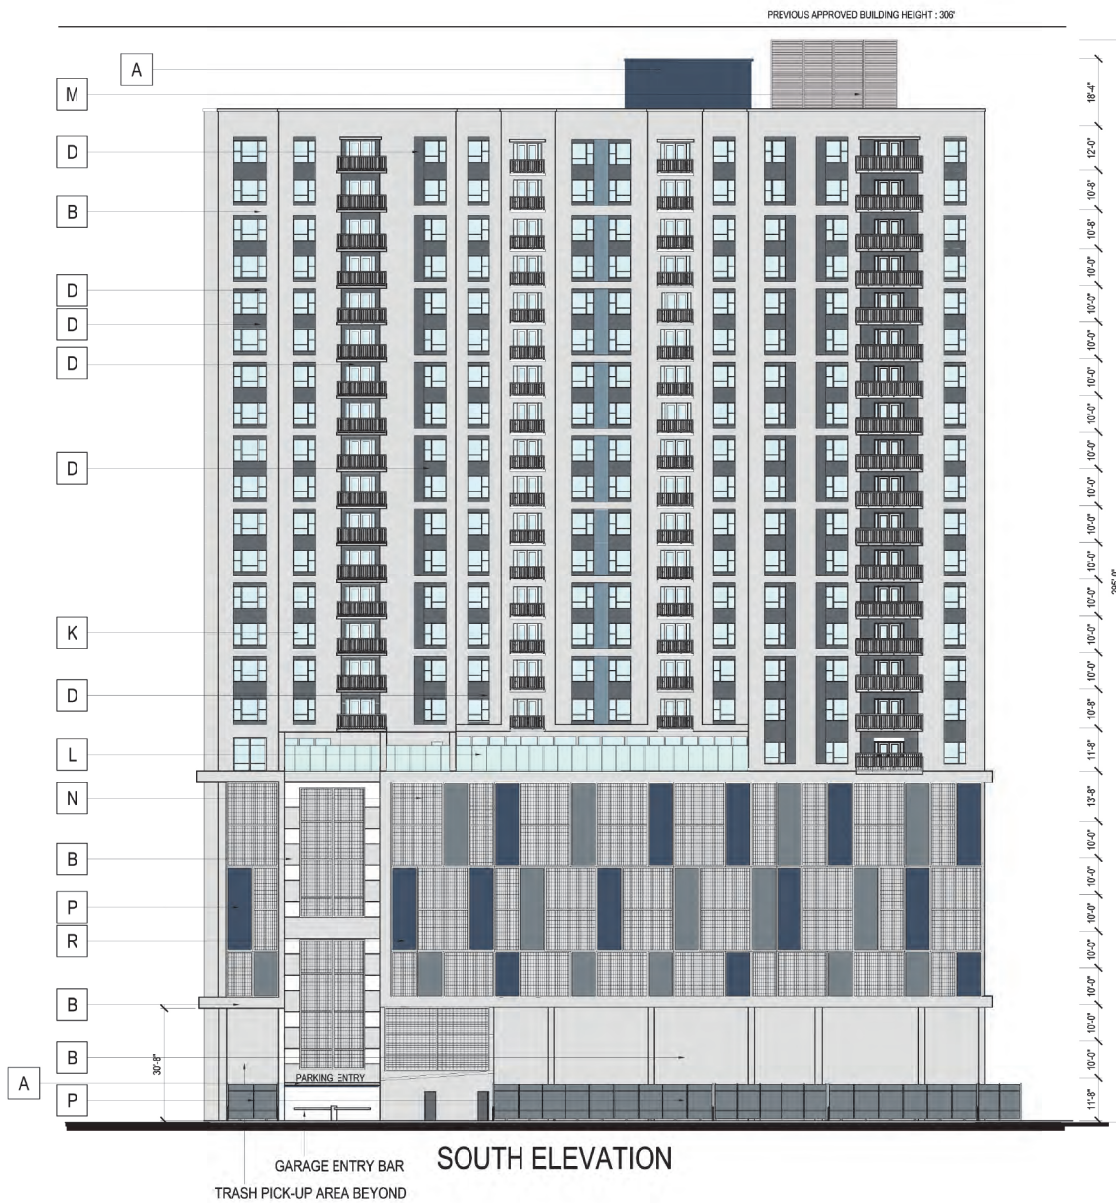 PREVIOUS APPROVED BUILDING HEIGHT : 306'
A
M
18'-4"
D
12'-0"
10'-8"
B
10'-8"
10'-0"
D
10'-0"
D
10'-0"
D
10'-0"
10'-0"
10'-0"
D
10'-0"
10'-0"
10'-0"
10'-0"
K
10'-0"
10'-0"
D
10'-8"
L
11'-8"
N
13'-8"
10'-0"
B
10'-0"
P
10'-0"
R
10'-0"
10'-0"
B
10'-0"
30'-8"
B
10'-0"
A
PARKING ENTRY
P
11'-8"
SOUTH ELEVATION
GARAGE ENTRY BAR
TRASH PICK-UP AREA BEYOND